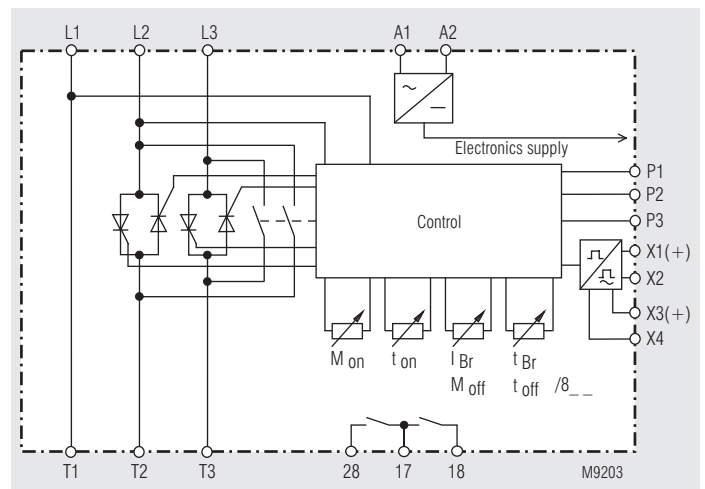 L1 L2 L3 A1 A2
Electronics supply
P1
P2
P3
Control
X1(+)
X2
X3(+)
X4
M on t on I Br t Br
M off t off /8_ _
T1 T2 T3 28 17 18 M9203